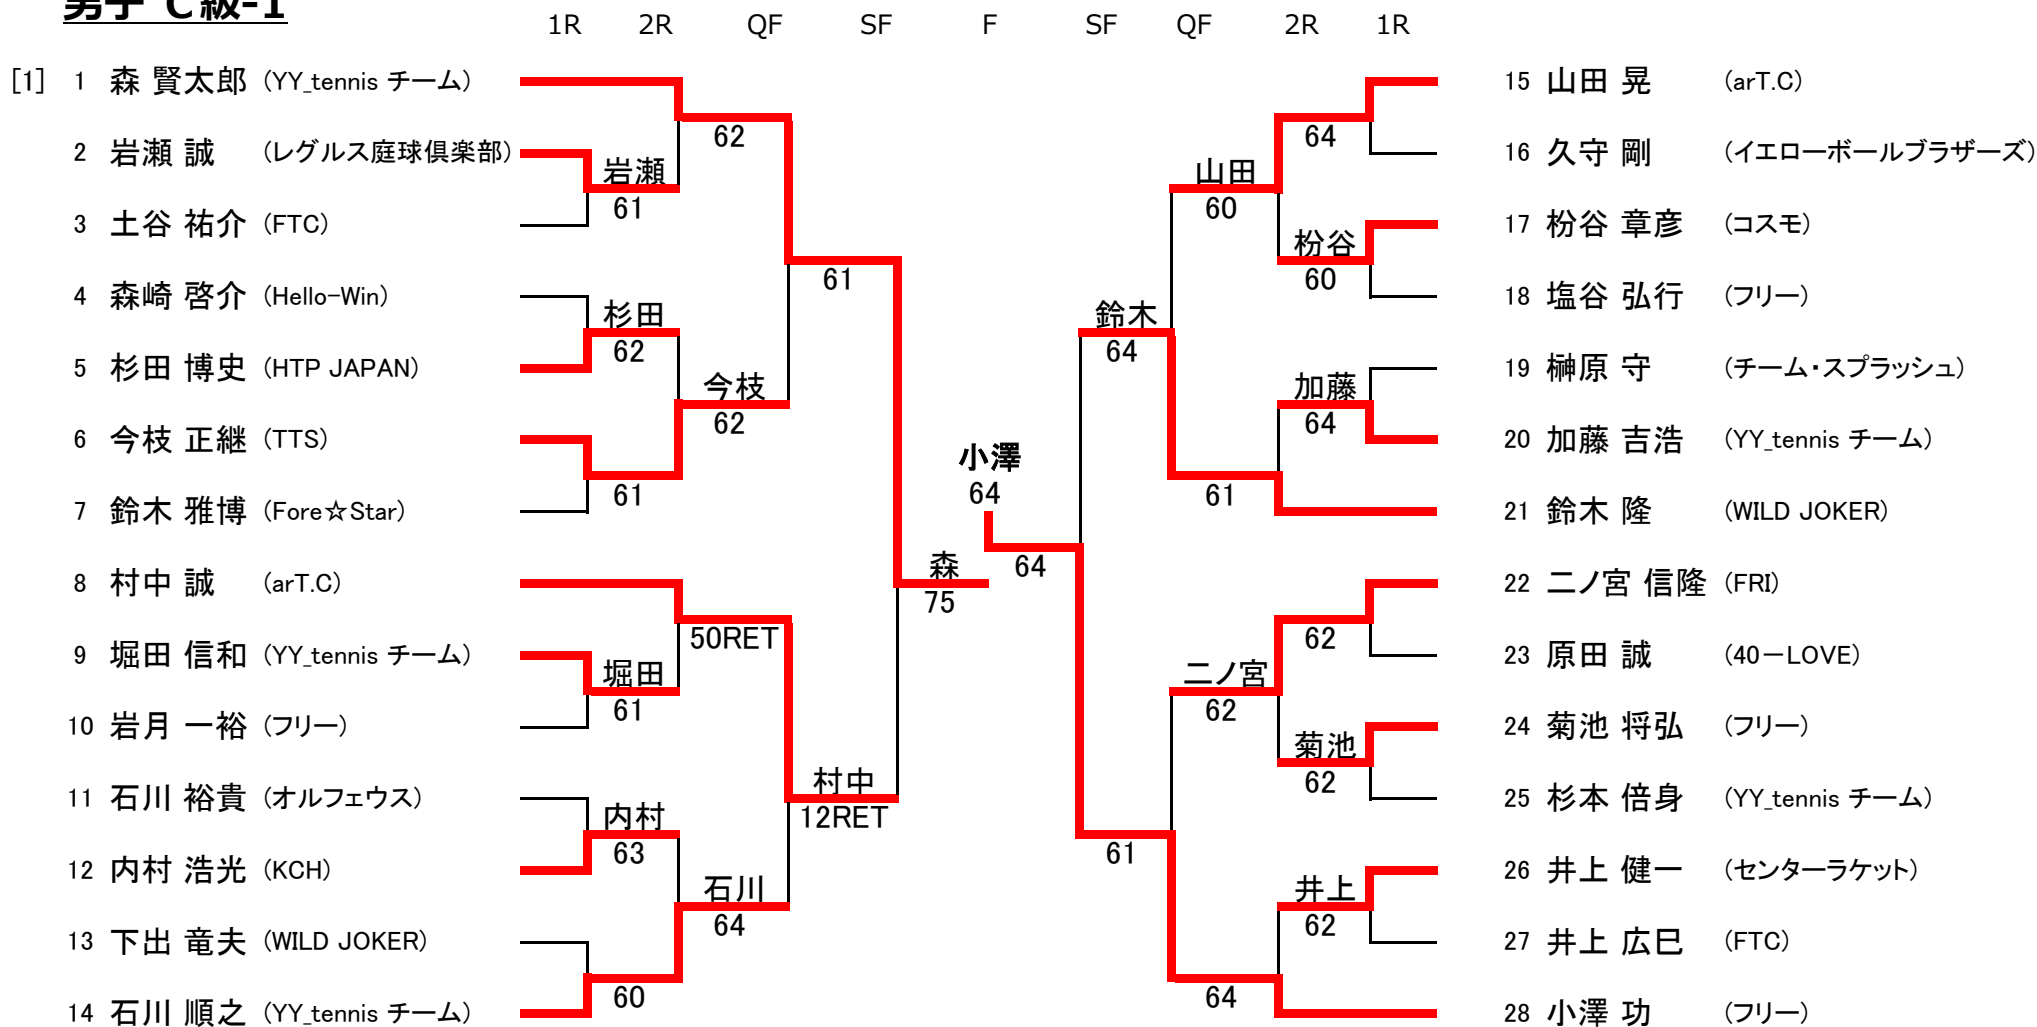 男子 C級-1
1R 2R QF SF F SF QF 2R 1R
[1] 1 森 賢太郎 (YY_tennis チーム)
2 岩瀬 誠 (レグルス庭球倶楽部)
3 土谷 祐介 (FTC)
4 森崎 啓介 (Hello-Win)
5 杉田 博史 (HTP JAPAN)
6 今枝 正継 (TTS)
7 鈴木 雅博 (Fore☆Star)
8 村中 誠 (arT.C)
9 堀田 信和 (YY_tennis チーム)
10 岩月 一裕 (フリー)
11 石川 裕貴 (オルフェウス)
12 内村 浩光 (KCH)
13 下出 竜夫 (WILD JOKER)
14 石川 順之 (YY_tennis チーム)
岩瀬
61
杉田
62
61
堀田
61
内村
63
60
62
今枝
62
50RET
石川
64
61
村中
12RET
森
75
小澤
64
64
鈴木
64
61
山田
60
61
二ノ宮
62
64
64
枌谷
60
加藤
64
62
菊池
62
井上
62
15 山田 晃 (arT.C)
16 久守 剛 (イエローボールブラザーズ)
17 枌谷 章彦 (コスモ)
18 塩谷 弘行 (フリー)
19 榊原 守 (チーム・スプラッシュ)
20 加藤 吉浩 (YY_tennis チーム)
21 鈴木 隆 (WILD JOKER)
22 二ノ宮 信隆 (FRI)
23 原田 誠 (40－LOVE)
24 菊池 将弘 (フリー)
25 杉本 倍身 (YY_tennis チーム)
26 井上 健一 (センターラケット)
27 井上 広巳 (FTC)
28 小澤 功 (フリー)